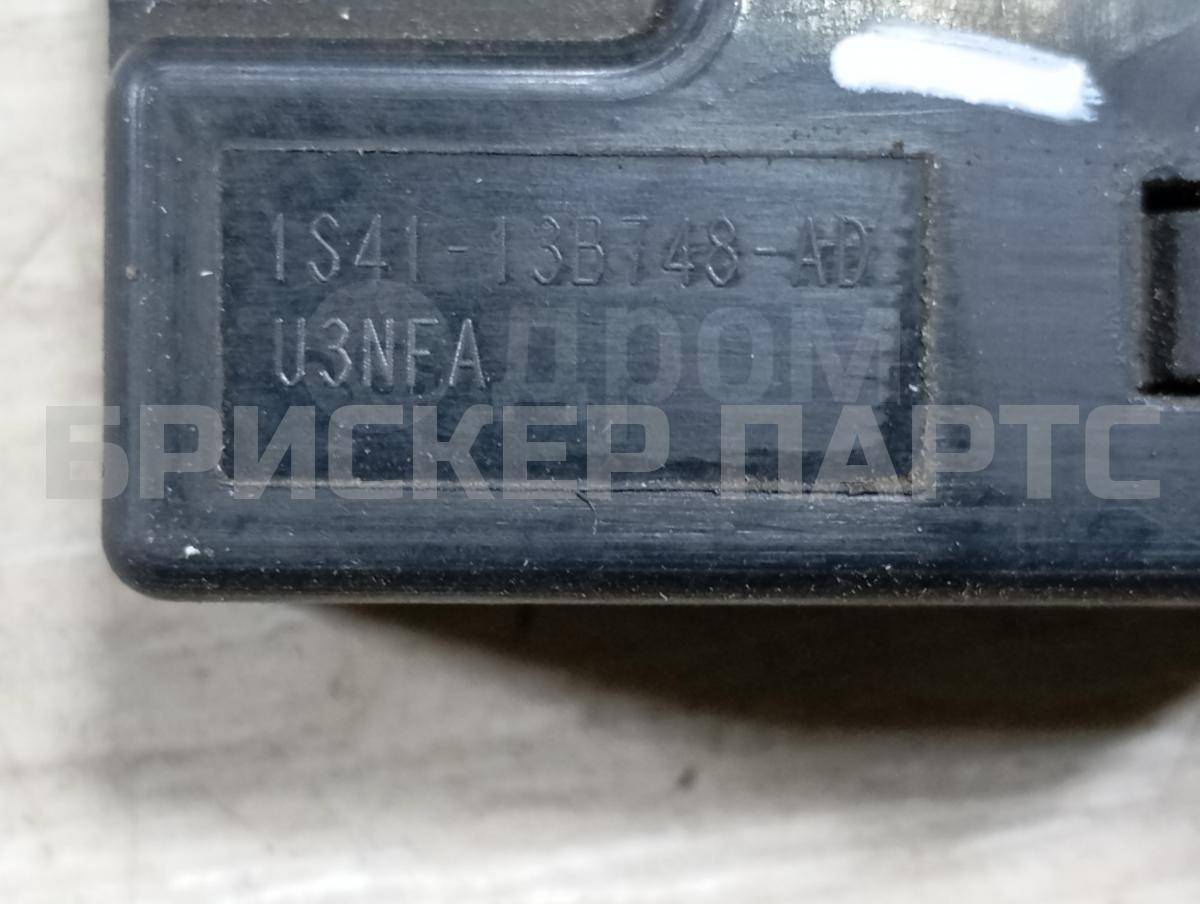 1S41-13B748-AD
U3NFA
дром
БРИСКЕР ПАРТС